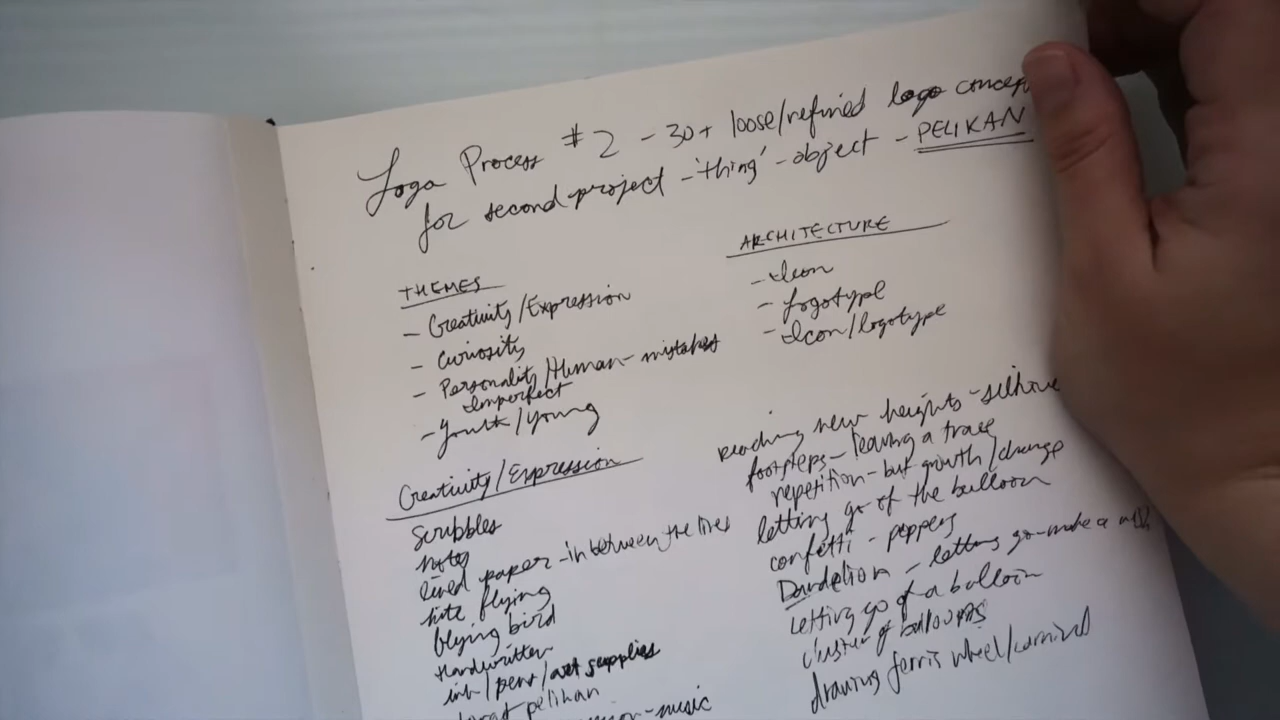 Logo Process #2 - 30+ loose/refined logo concep
for second project - 'thing' - object - PELIKAN
THEMES
- Creativity/Expression
- Curiosity
- Personality/Human - mistakes
Imperfect
- Youth/Young
ARCHITECTURE
- Icon
- Logotype
- Icon/logotype
Creativity/Expression
scribbles
notes
lined paper - in between the lines
kite flying
flying bird
Handwritten
ink/pens/art supplies
pelikan
- music
reaching new heights -
footsteps - leaving a trace
repetition - but growth/change
letting go of the balloon
confetti - poppers
Dandelion - letting go - make a
letting go of a balloon
cluster of balloons
drawing ferris wheel/carnival